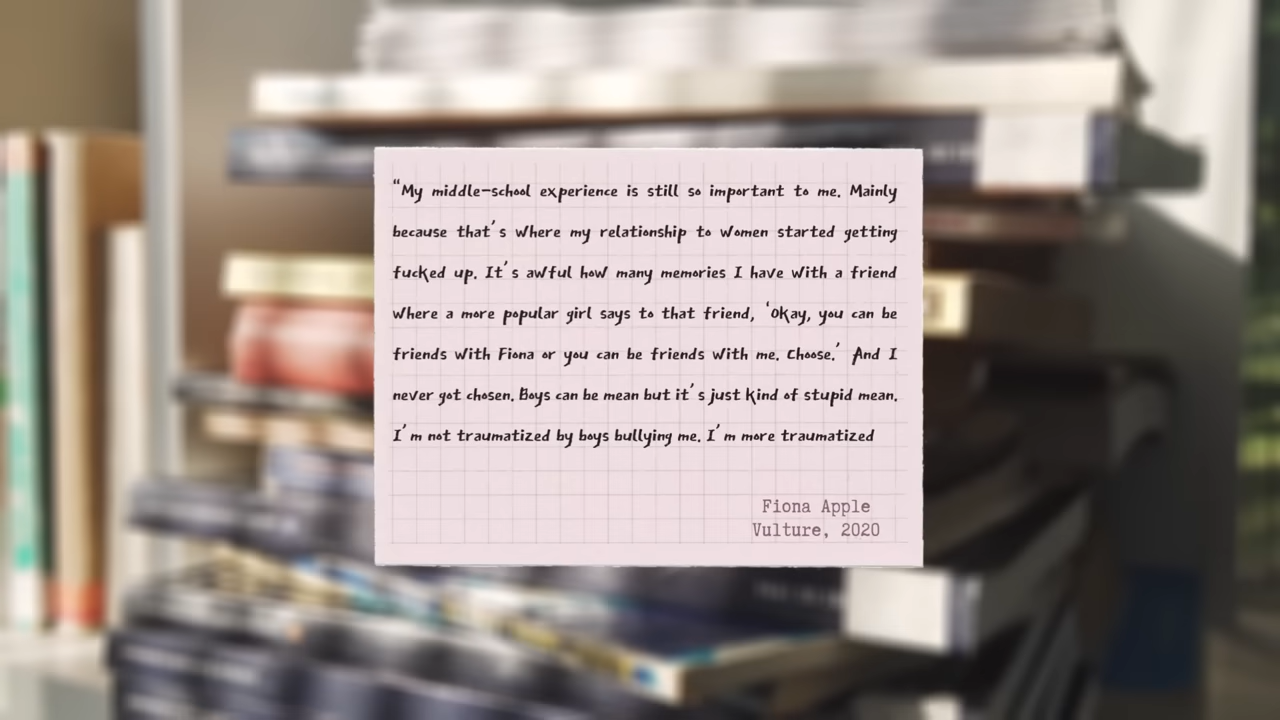 “My middle-school experience is still so important to me. Mainly
because that's where my relationship to women started getting
fucked up. It's awful how many memories I have with a friend
where a more popular girl says to that friend, 'Okay, you can be
friends with Fiona or you can be friends with me. Choose.' And I
never got chosen. Boys can be mean but it's just kind of stupid mean.
I'm not traumatized by boys bullying me. I'm more traumatized
Fiona Apple
Vulture, 2020